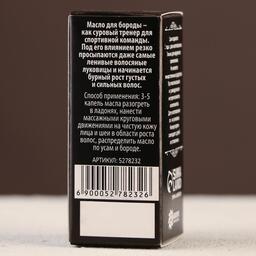 Масло для бороды –
как суровый тренер для
спортивной команды.
Под его влиянием резко
просыпаются даже самые
ленивые волосяные
луковицы и начинается
бурный рост густых
и сильных волос.
Способ применения: 3-5
капель масла разогреть
в ладонях, нанести
массажными круговыми
движениями на чистую кожу
лица и шеи в области роста
волос, распределить масло
по усам и бороде.
АРТИКУЛ: 5278232
6 900052 782326